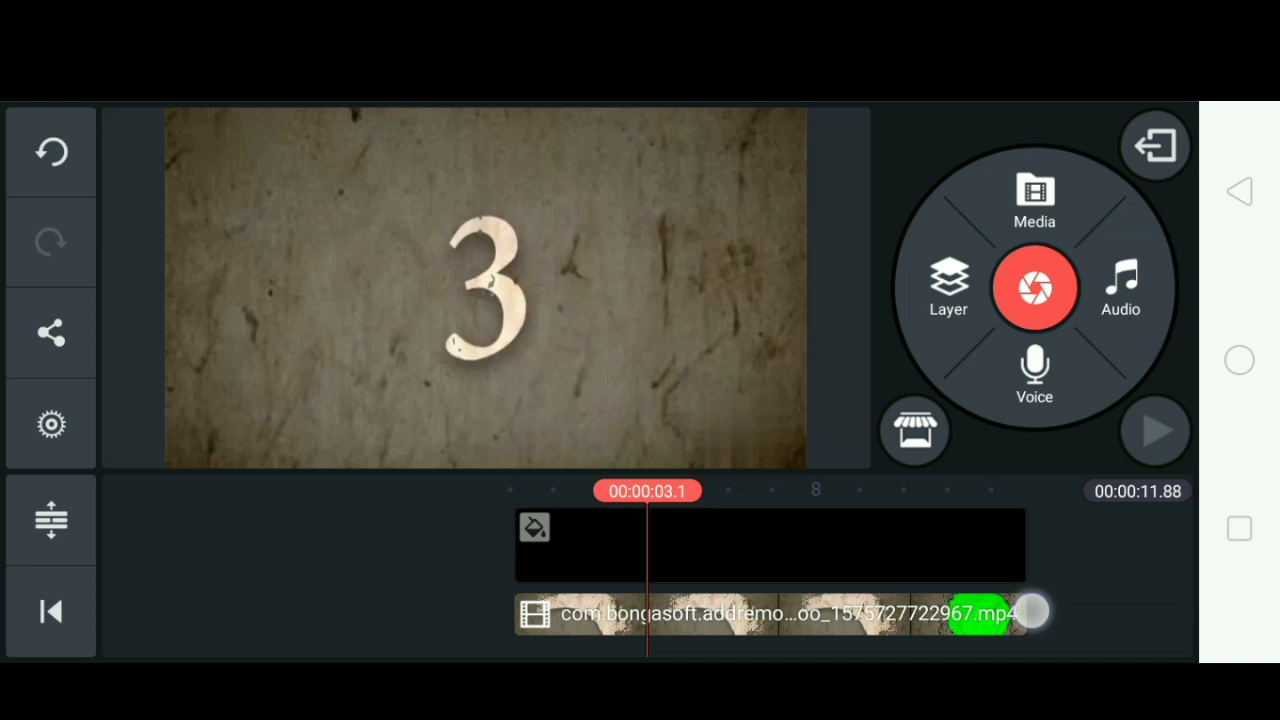 3
Media
Layer
Audio
Voice
00:00:03.1
8
00:00:11.88
com.bongasoft.addremo...oo_1575727722967.mp4